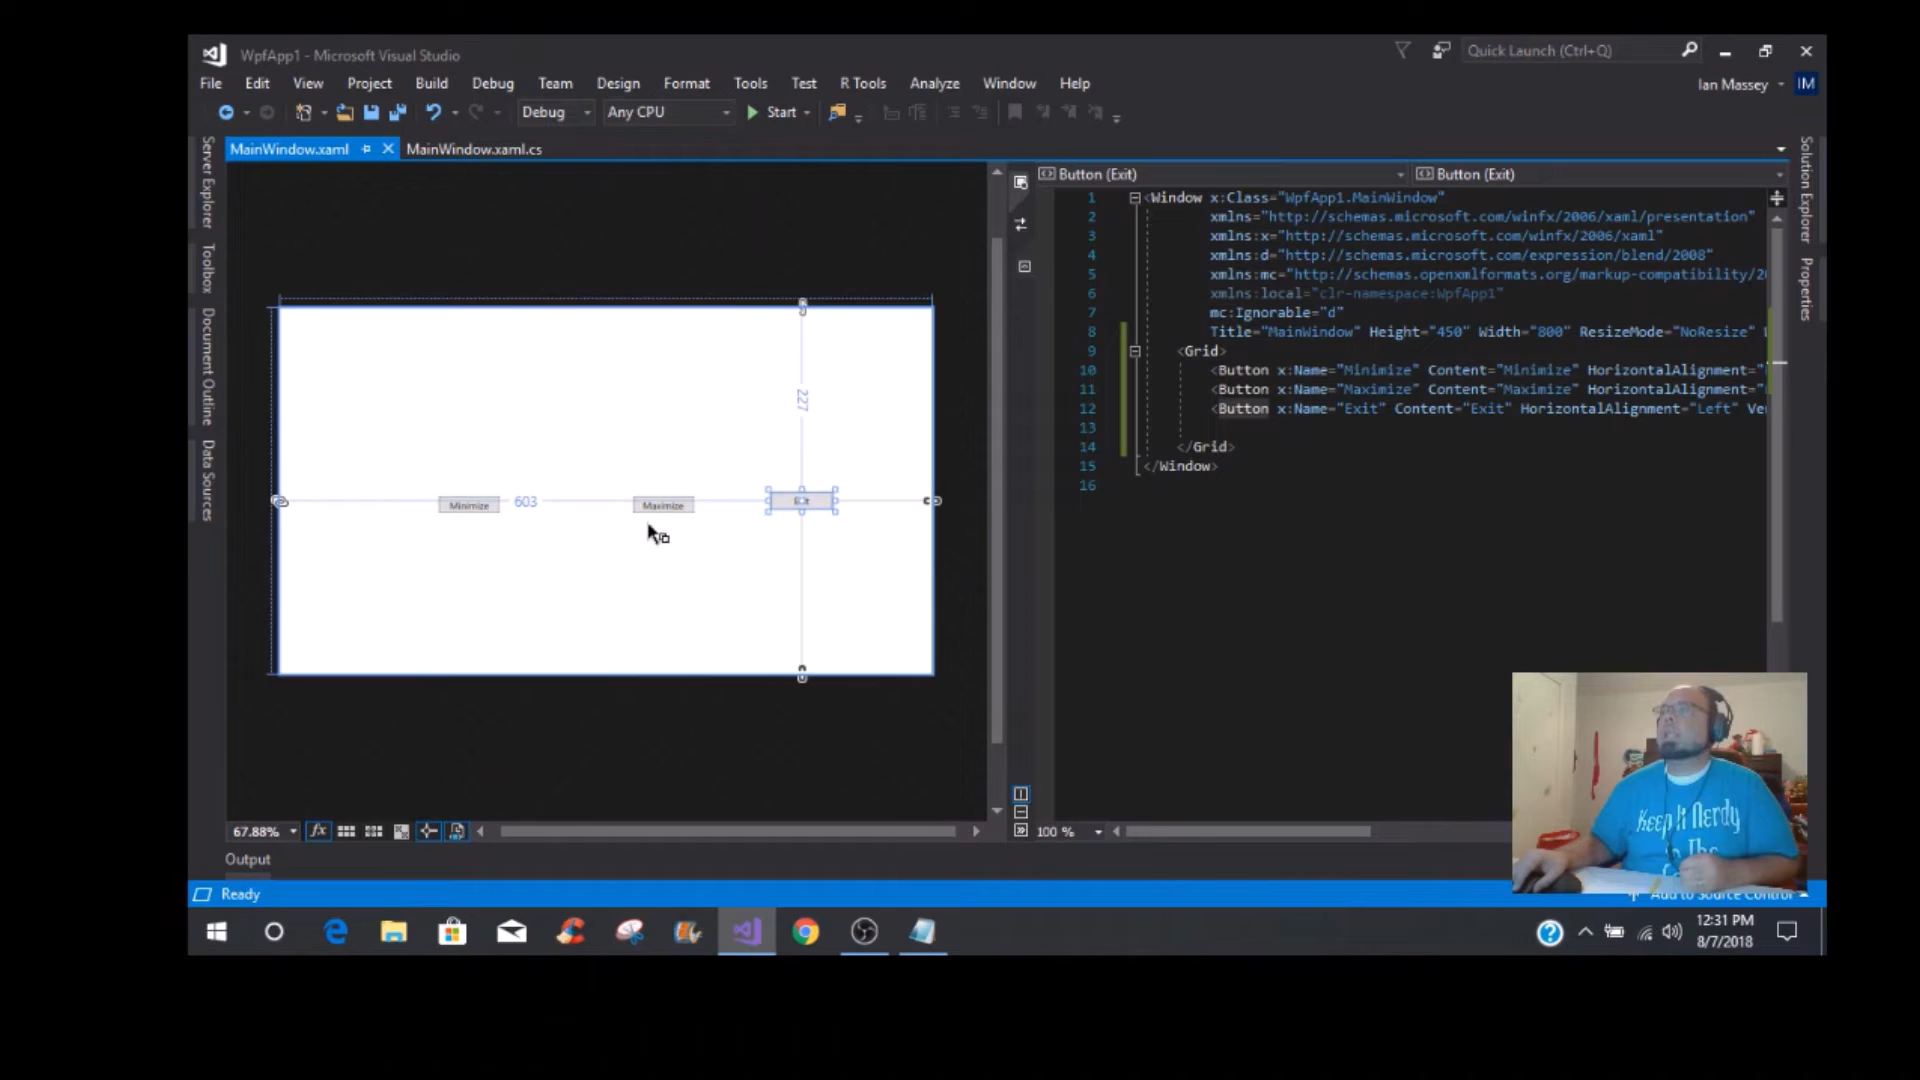 WpfApp1 - Microsoft Visual Studio
Quick Launch (Ctrl+Q)
File Edit View Project Build Debug Team Design Format Tools Test R Tools Analyze Window Help
Ian Massey IM
Debug Any CPU Start
MainWindow.xaml MainWindow.xaml.cs
Server Explorer
Toolbox
Document Outline
Data Sources
Solution Explorer
Properties
227
Minimize 603 Maximize
67.88%
Button (Exit) Button (Exit)
1 <Window x:Class="WpfApp1.MainWindow"
2 xmlns="http://schemas.microsoft.com/winfx/2006/xaml/presentation"
3 xmlns:x="http://schemas.microsoft.com/winfx/2006/xaml"
4 xmlns:d="http://schemas.microsoft.com/expression/blend/2008"
5 xmlns:mc="http://schemas.openxmlformats.org/markup-compatibility/20
6 xmlns:local="clr-namespace:WpfApp1"
7 mc:Ignorable="d"
8 Title="MainWindow" Height="450" Width="800" ResizeMode="NoResize"
9 <Grid>
10 <Button x:Name="Minimize" Content="Minimize" HorizontalAlignment="
11 <Button x:Name="Maximize" Content="Maximize" HorizontalAlignment="
12 <Button x:Name="Exit" Content="Exit" HorizontalAlignment="Left" Ve
13
14 </Grid>
15 </Window>
16
100 %
Keep It Nerdy
Output
Ready
Add to Source Control
12:31 PM
8/7/2018